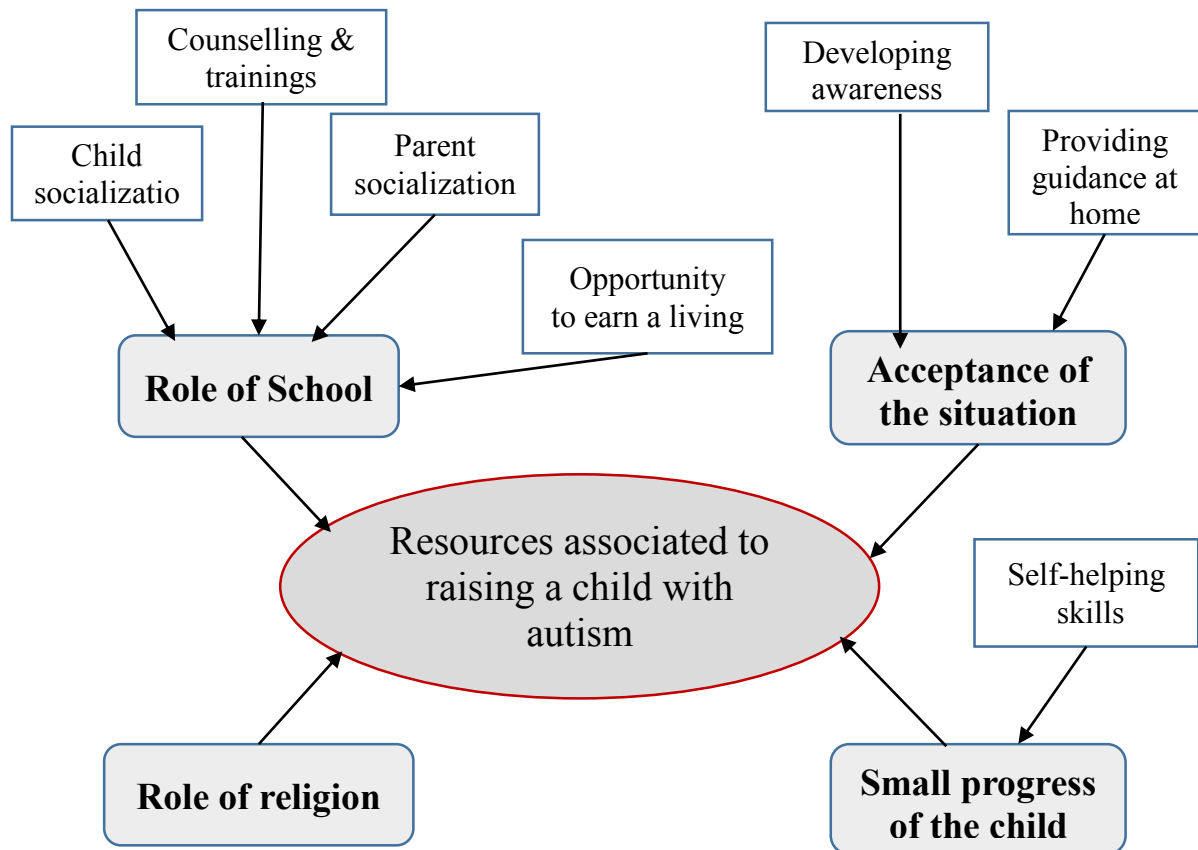 Counselling &
trainings
Developing
awareness
Child
socializatio
Parent
socialization
Providing
guidance at
home
Opportunity
to earn a living
Role of School
Acceptance of
the situation
Resources associated to
raising a child with
autism
Self-helping
skills
Role of religion
Small progress
of the child